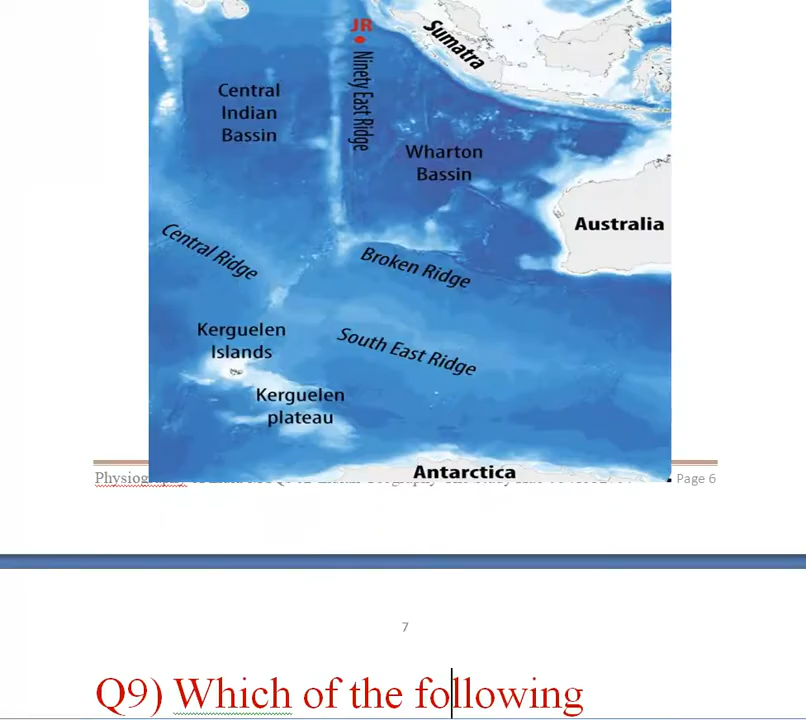 JR
Sumatra
Ninety East Ridge
Central
Indian
Bassin
Wharton
Bassin
Australia
Central Ridge
Broken Ridge
Kerguelen
Islands
South East Ridge
Kerguelen
plateau
Antarctica
Page 6
7
Q9) Which of the following